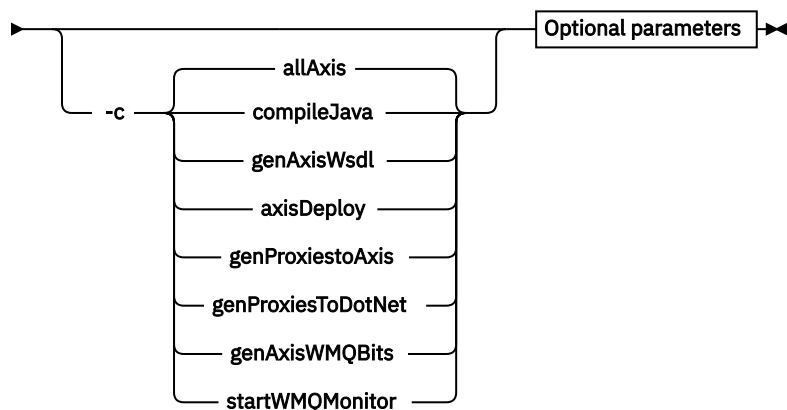 Optional parameters
allAxis
-c
compileJava
genAxisWsdl
axisDeploy
genProxiestoAxis
genProxiesToDotNet
genAxisWMQBits
startWMQMonitor